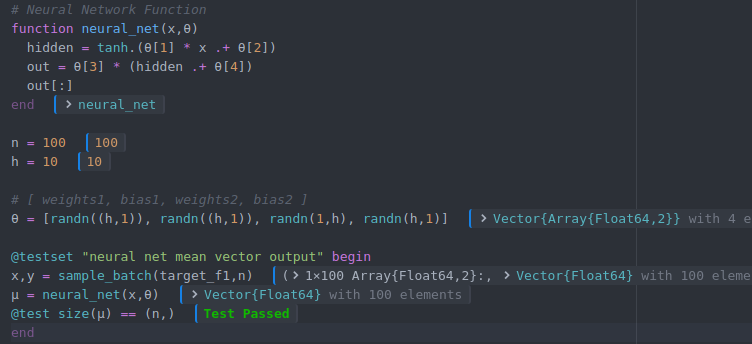 # Neural Network Function
function neural_net(x,θ)
  hidden = tanh.(θ[1] * x .+ θ[2])
  out = θ[3] * (hidden .+ θ[4])
  out[:]
end > neural_net
n = 100 100
h = 10 10
# [ weights1, bias1, weights2, bias2 ]
θ = [randn((h,1)), randn((h,1)), randn(1,h), randn(h,1)] > Vector{Array{Float64,2}} with 4 e
@testset "neural net mean vector output" begin
x,y = sample_batch(target_f1,n) (> 1×100 Array{Float64,2}:, > Vector{Float64} with 100 eleme
μ = neural_net(x,θ) > Vector{Float64} with 100 elements
@test size(μ) == (n,) Test Passed
end